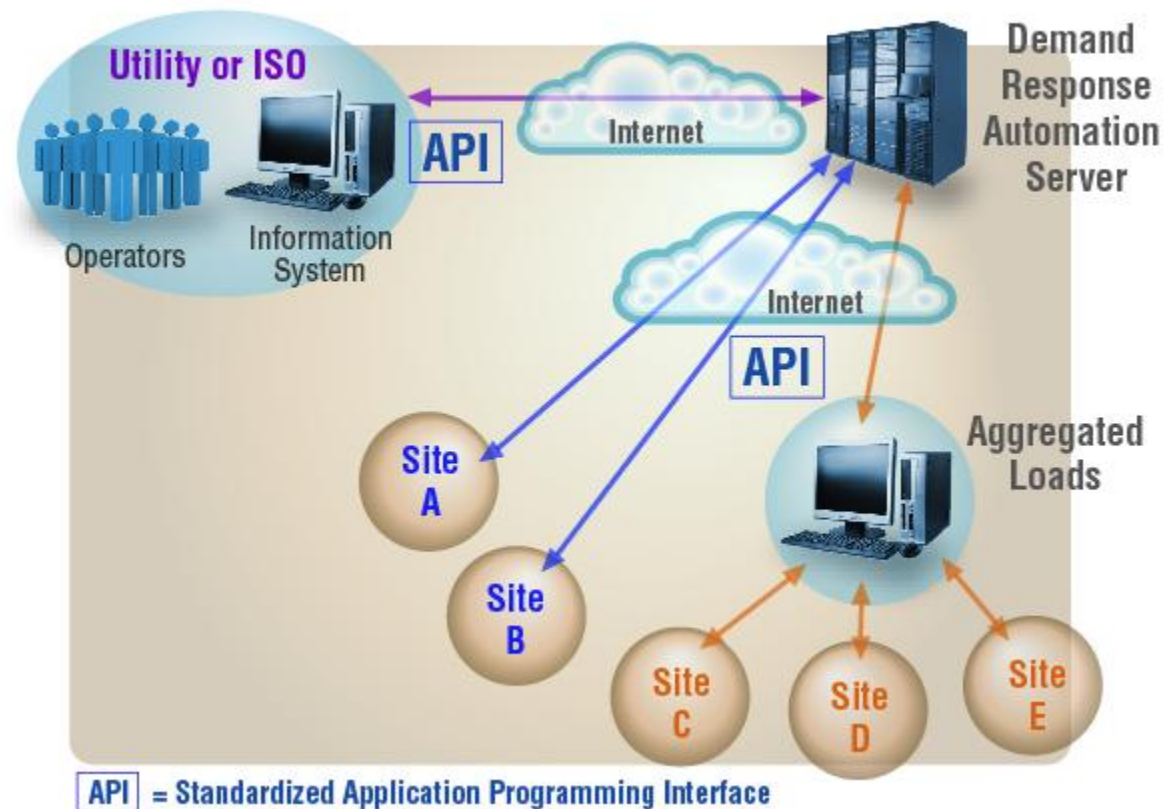 Utility or ISO
Operators
Information
System
API
Internet
Demand
Response
Automation
Server
Internet
API
Site
A
Site
B
Aggregated
Loads
Site
C
Site
D
Site
E
API = Standardized Application Programming Interface